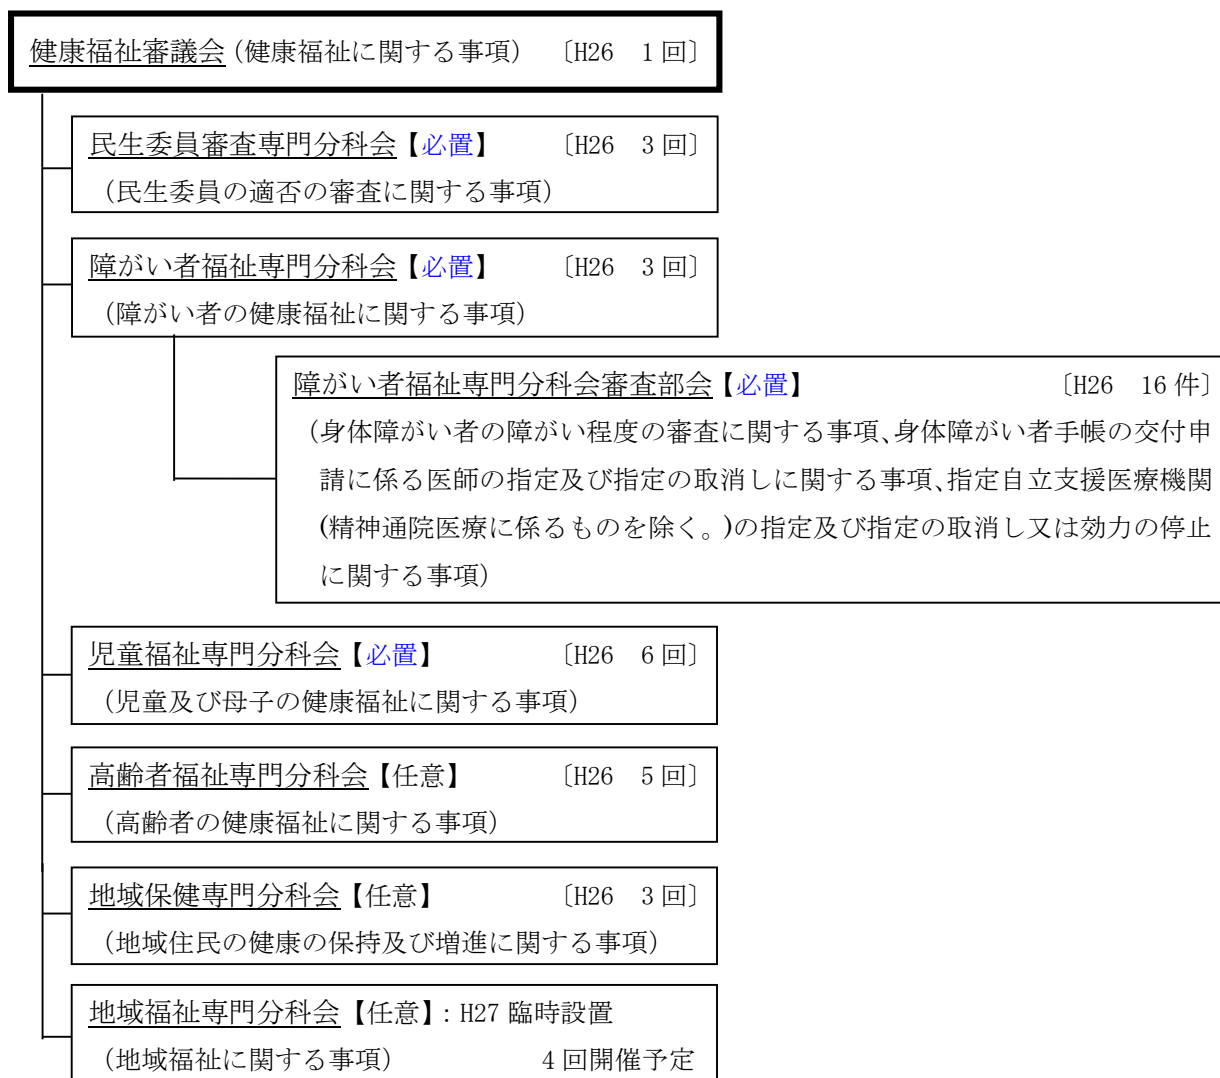 健康福祉審議会(健康福祉に関する事項) 〔H26 1回〕
民生委員審査専門分科会【必置】 〔H26 3回〕
(民生委員の適否の審査に関する事項)
障がい者福祉専門分科会【必置】 〔H26 3回〕
(障がい者の健康福祉に関する事項)
障がい者福祉専門分科会審査部会【必置】 〔H26 16件〕
(身体障がい者の障がい程度の審査に関する事項、身体障がい者手帳の交付申
請に係る医師の指定及び指定の取消しに関する事項、指定自立支援医療機関
(精神通院医療に係るものを除く。)の指定及び指定の取消し又は効力の停止
に関する事項)
児童福祉専門分科会【必置】 〔H26 6回〕
(児童及び母子の健康福祉に関する事項)
高齢者福祉専門分科会【任意】 〔H26 5回〕
(高齢者の健康福祉に関する事項)
地域保健専門分科会【任意】 〔H26 3回〕
(地域住民の健康の保持及び増進に関する事項)
地域福祉専門分科会【任意】:H27臨時設置
(地域福祉に関する事項) 4回開催予定